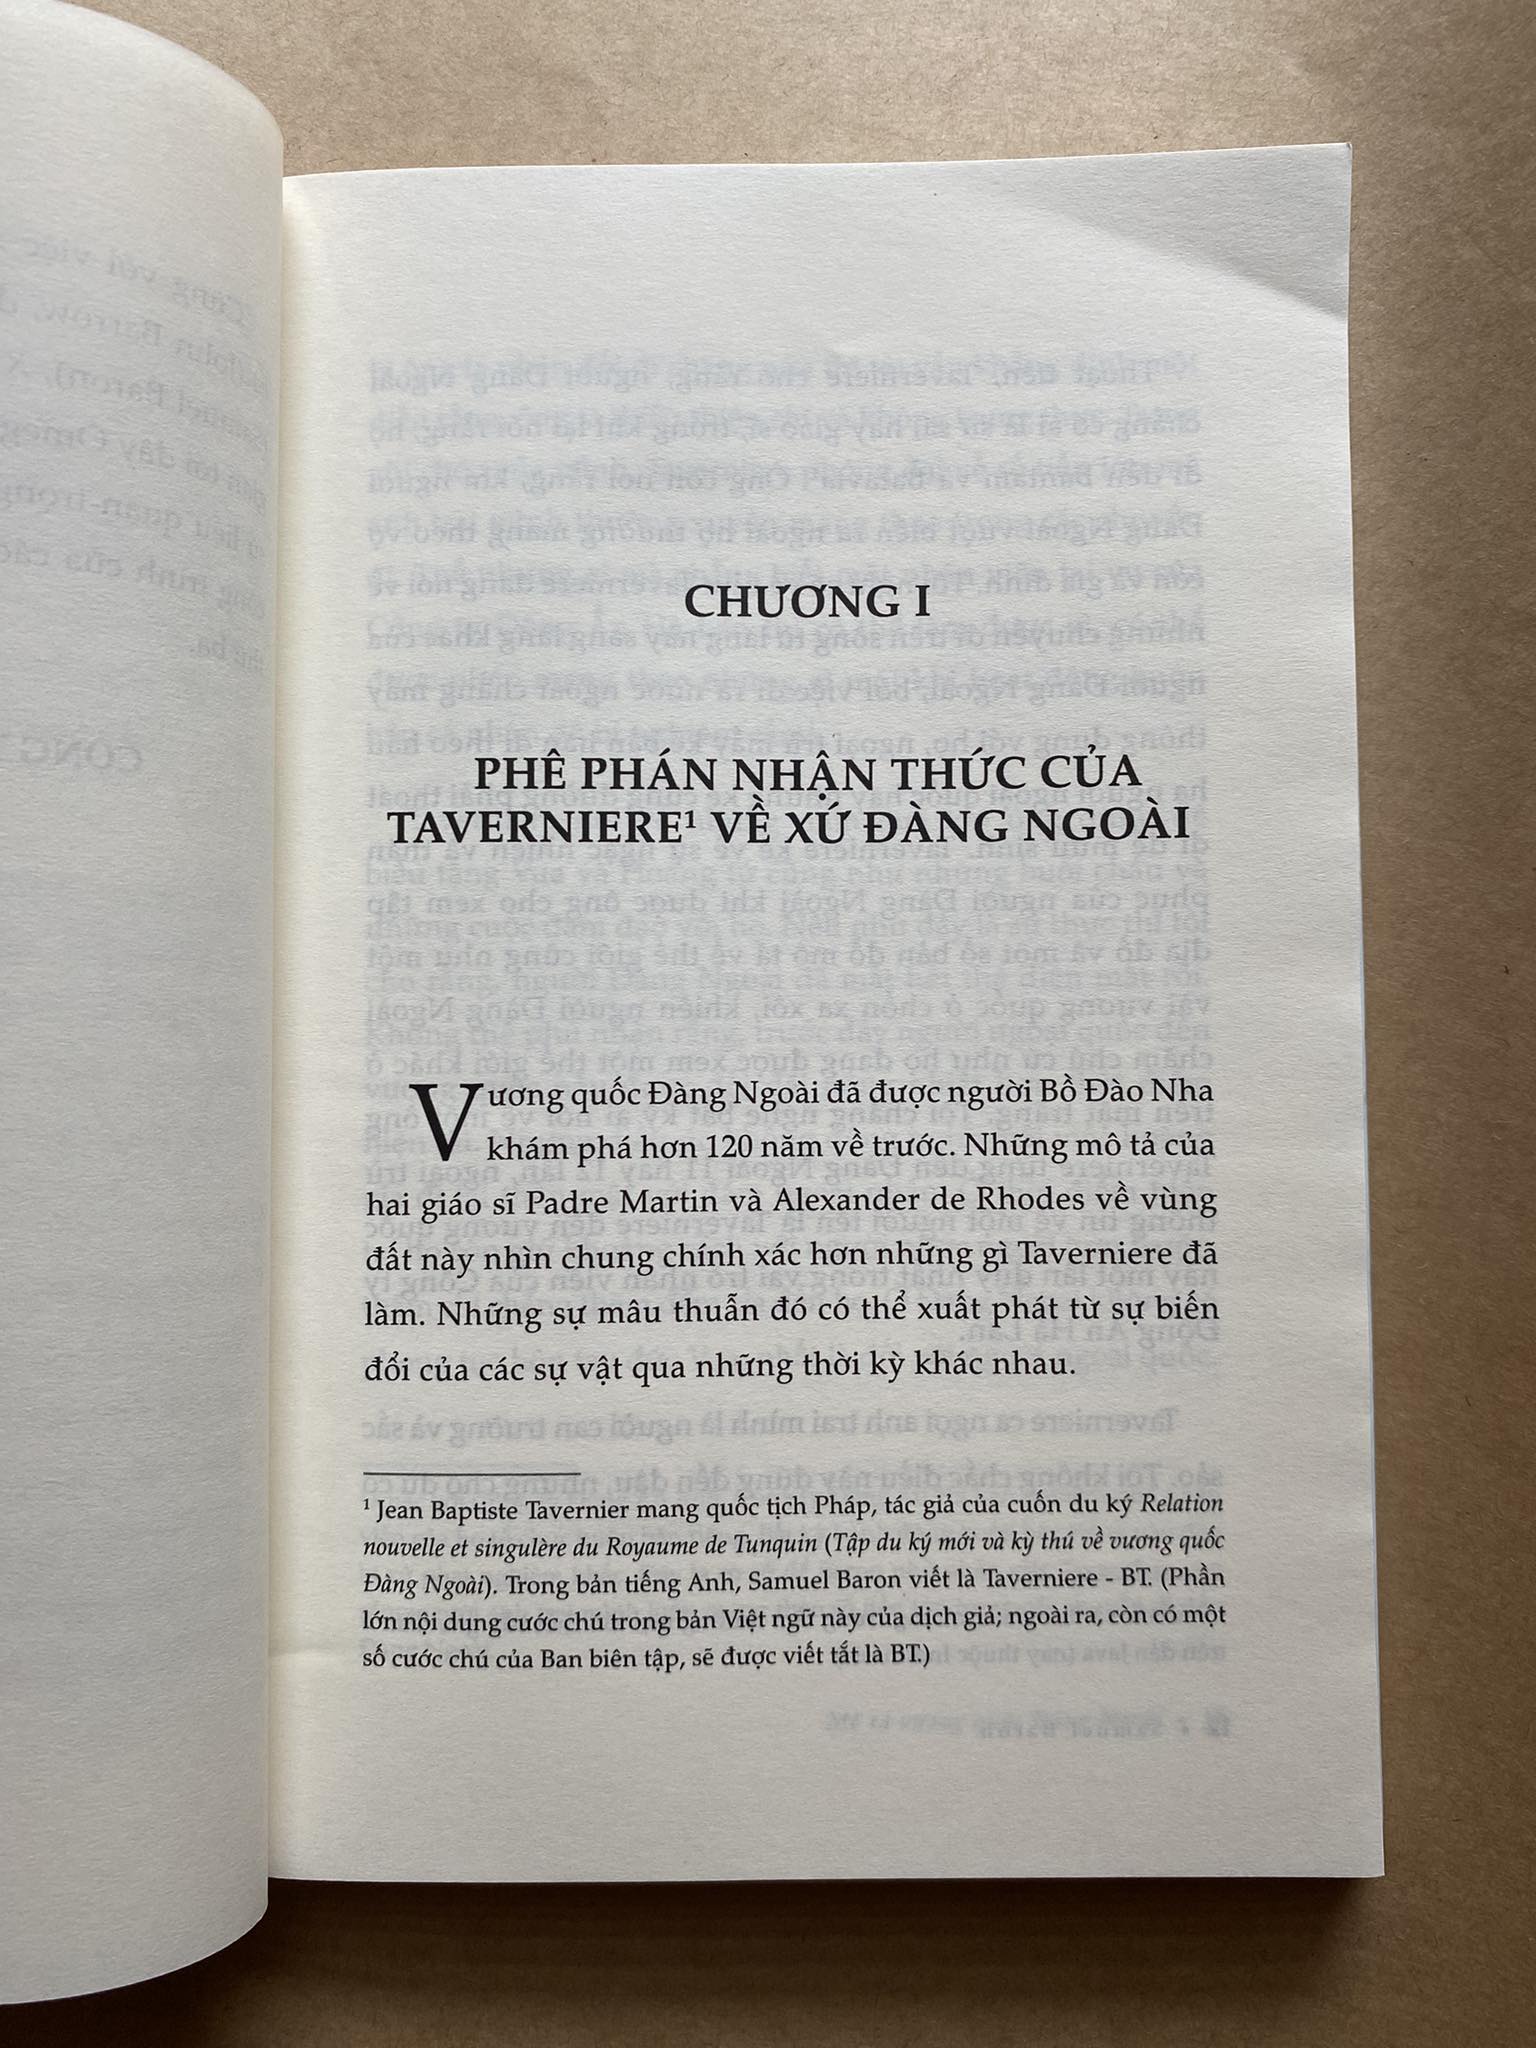 CHƯƠNG I
PHÊ PHÁN NHẬN THỨC CỦA
TAVERNIERE¹ VỀ XỨ ĐÀNG NGOÀI
Vương quốc Đàng Ngoài đã được người Bồ Đào Nha
khám phá hơn 120 năm về trước. Những mô tả của
hai giáo sĩ Padre Martin và Alexander de Rhodes về vùng
đất này nhìn chung chính xác hơn những gì Taverniere đã
làm. Những sự mâu thuẫn đó có thể xuất phát từ sự biến
đổi của các sự vật qua những thời kỳ khác nhau.
¹ Jean Baptiste Tavernier mang quốc tịch Pháp, tác giả của cuốn du ký Relation
nouvelle et singulère du Royaume de Tunquin (Tập du ký mới và kỳ thú về vương quốc
Đàng Ngoài). Trong bản tiếng Anh, Samuel Baron viết là Taverniere - BT. (Phần
lớn nội dung cước chú trong bản Việt ngữ này của dịch giả; ngoài ra, còn có một
số cước chú của Ban biên tập, sẽ được viết tắt là BT.)